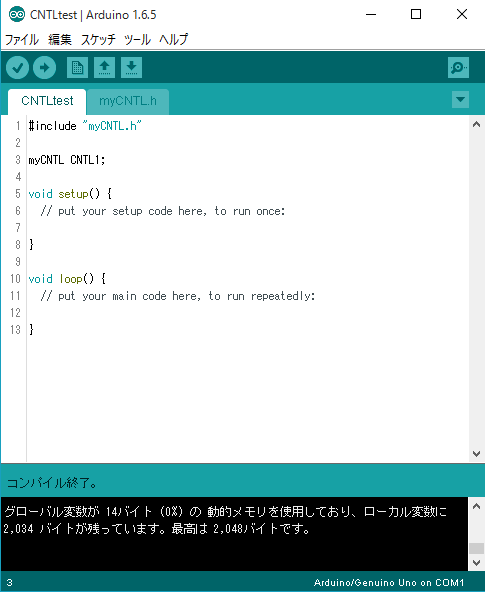 CNTLtest | Arduino 1.6.5
ファイル 編集 スケッチ ツール ヘルプ
CNTLtest myCNTL.h
1 #include "myCNTL.h"
2
3 myCNTL CNTL1;
4
5 void setup() {
6 // put your setup code here, to run once:
7
8 }
9
10 void loop() {
11 // put your main code here, to run repeatedly:
12
13 }
コンパイル終了。
グローバル変数が 14バイト (0%) の 動的メモリを使用しており、ローカル変数に
2,034 バイトが残っています。最高は 2,048バイトです。
3 Arduino/Genuino Uno on COM1